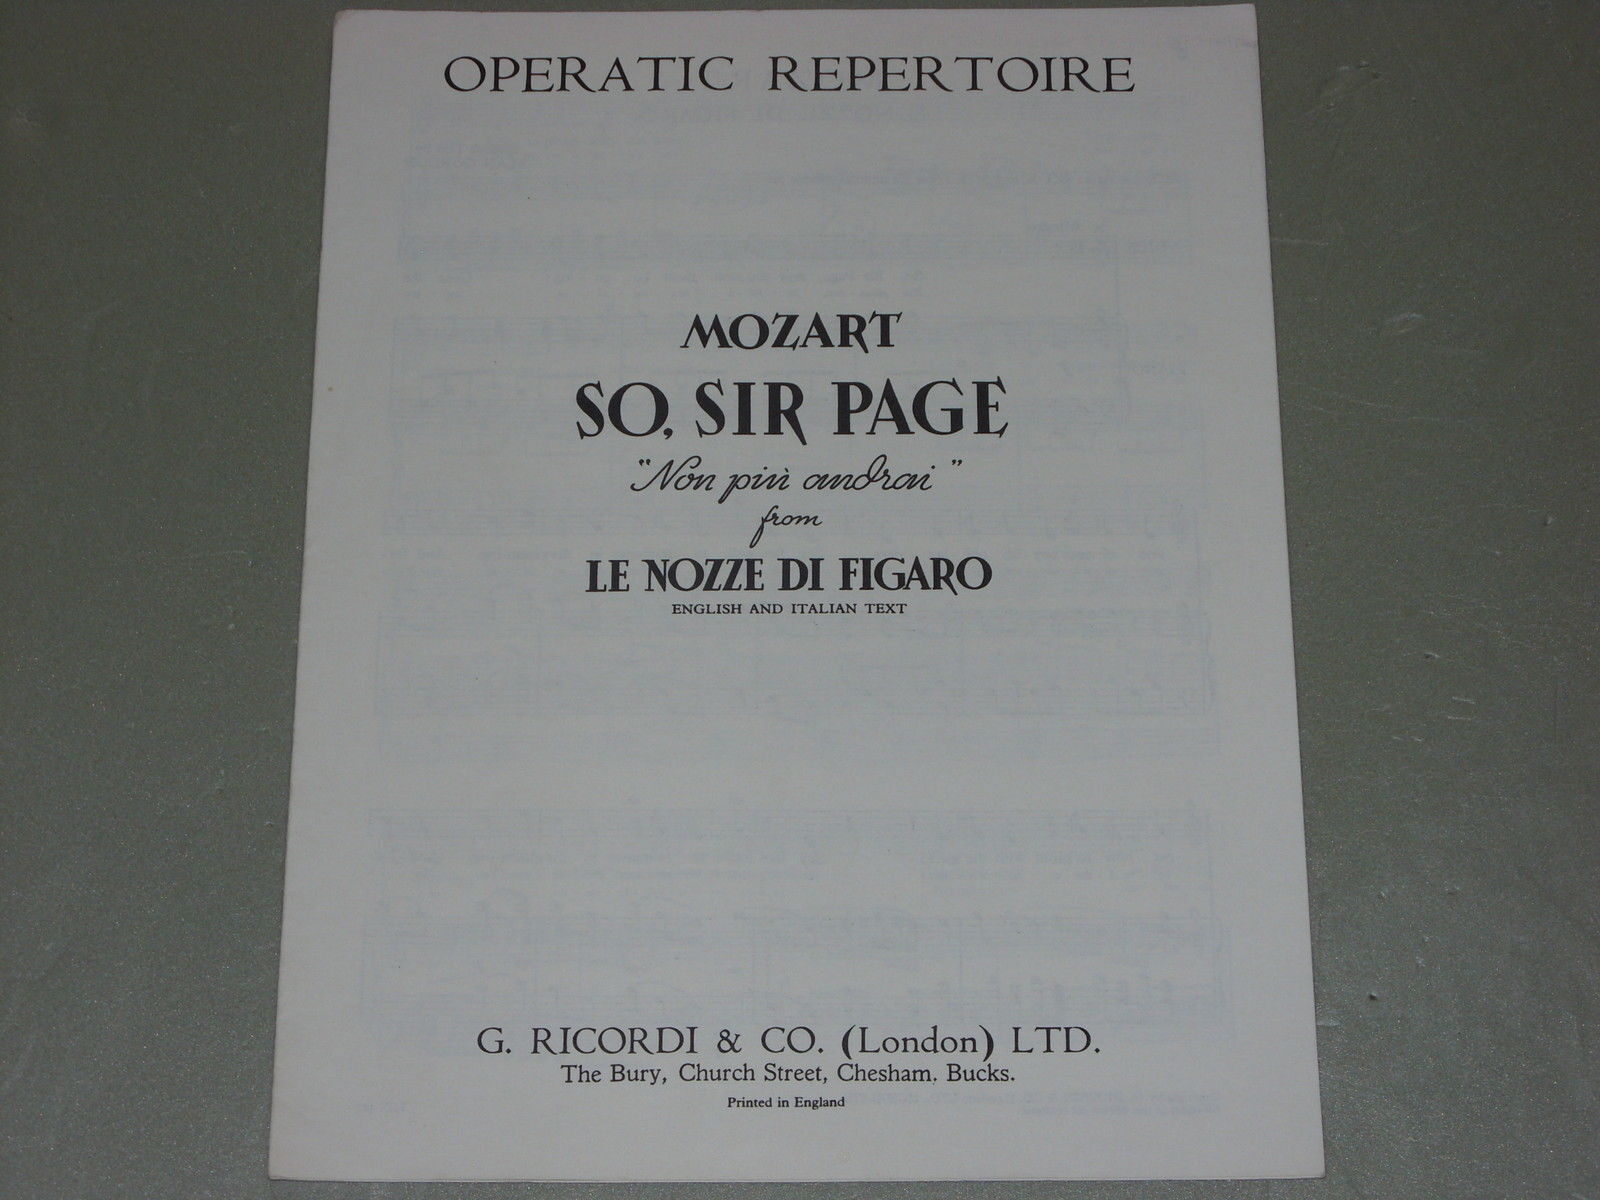 OPERATIC REPERTOIRE
MOZART
SO, SIR PAGE
"Non più andrai"
from
LE NOZZE DI FIGARO
ENGLISH AND ITALIAN TEXT
G. RICORDI & CO. (London) LTD.
The Bury, Church Street, Chesham. Bucks.
Printed in England